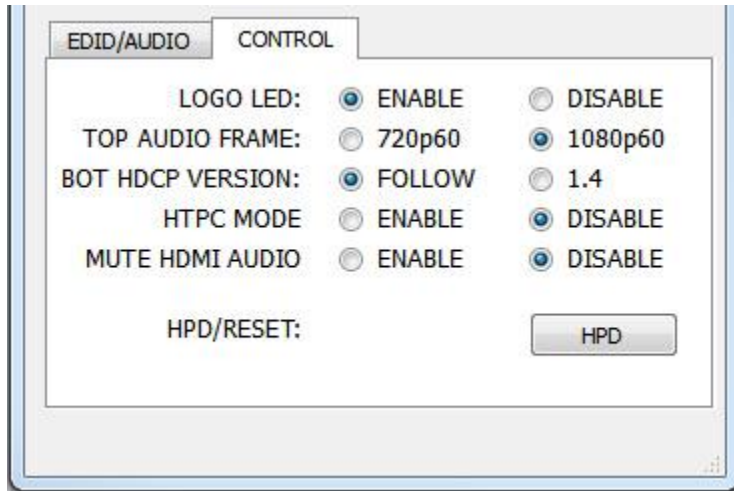 EDID/AUDIO CONTROL
LOGO LED: ENABLE DISABLE
TOP AUDIO FRAME: 720p60 1080p60
BOT HDCP VERSION: FOLLOW 1.4
HTPC MODE ENABLE DISABLE
MUTE HDMI AUDIO ENABLE DISABLE
HPD/RESET: HPD